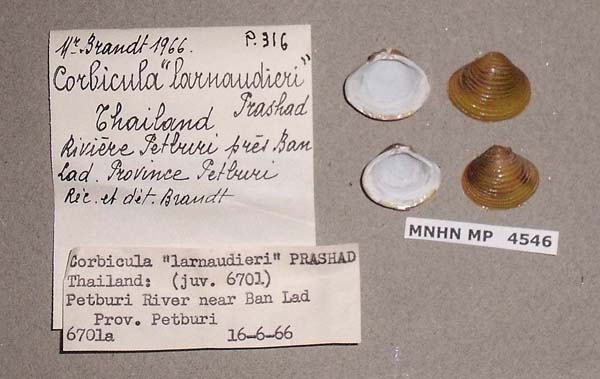 Mr. Brandt 1966. P.316
Corbicula "larnaudieri"
Prashad
Thailand
Rivière Petburi près Ban
Lad. Province Petburi
Réc. et dét. Brandt
Corbicula "larnaudieri" PRASHAD
Thailand: (juv. 6701)
Petburi River near Ban Lad
Prov. Petburi
6701a 16-6-66
MNHN MP 4546